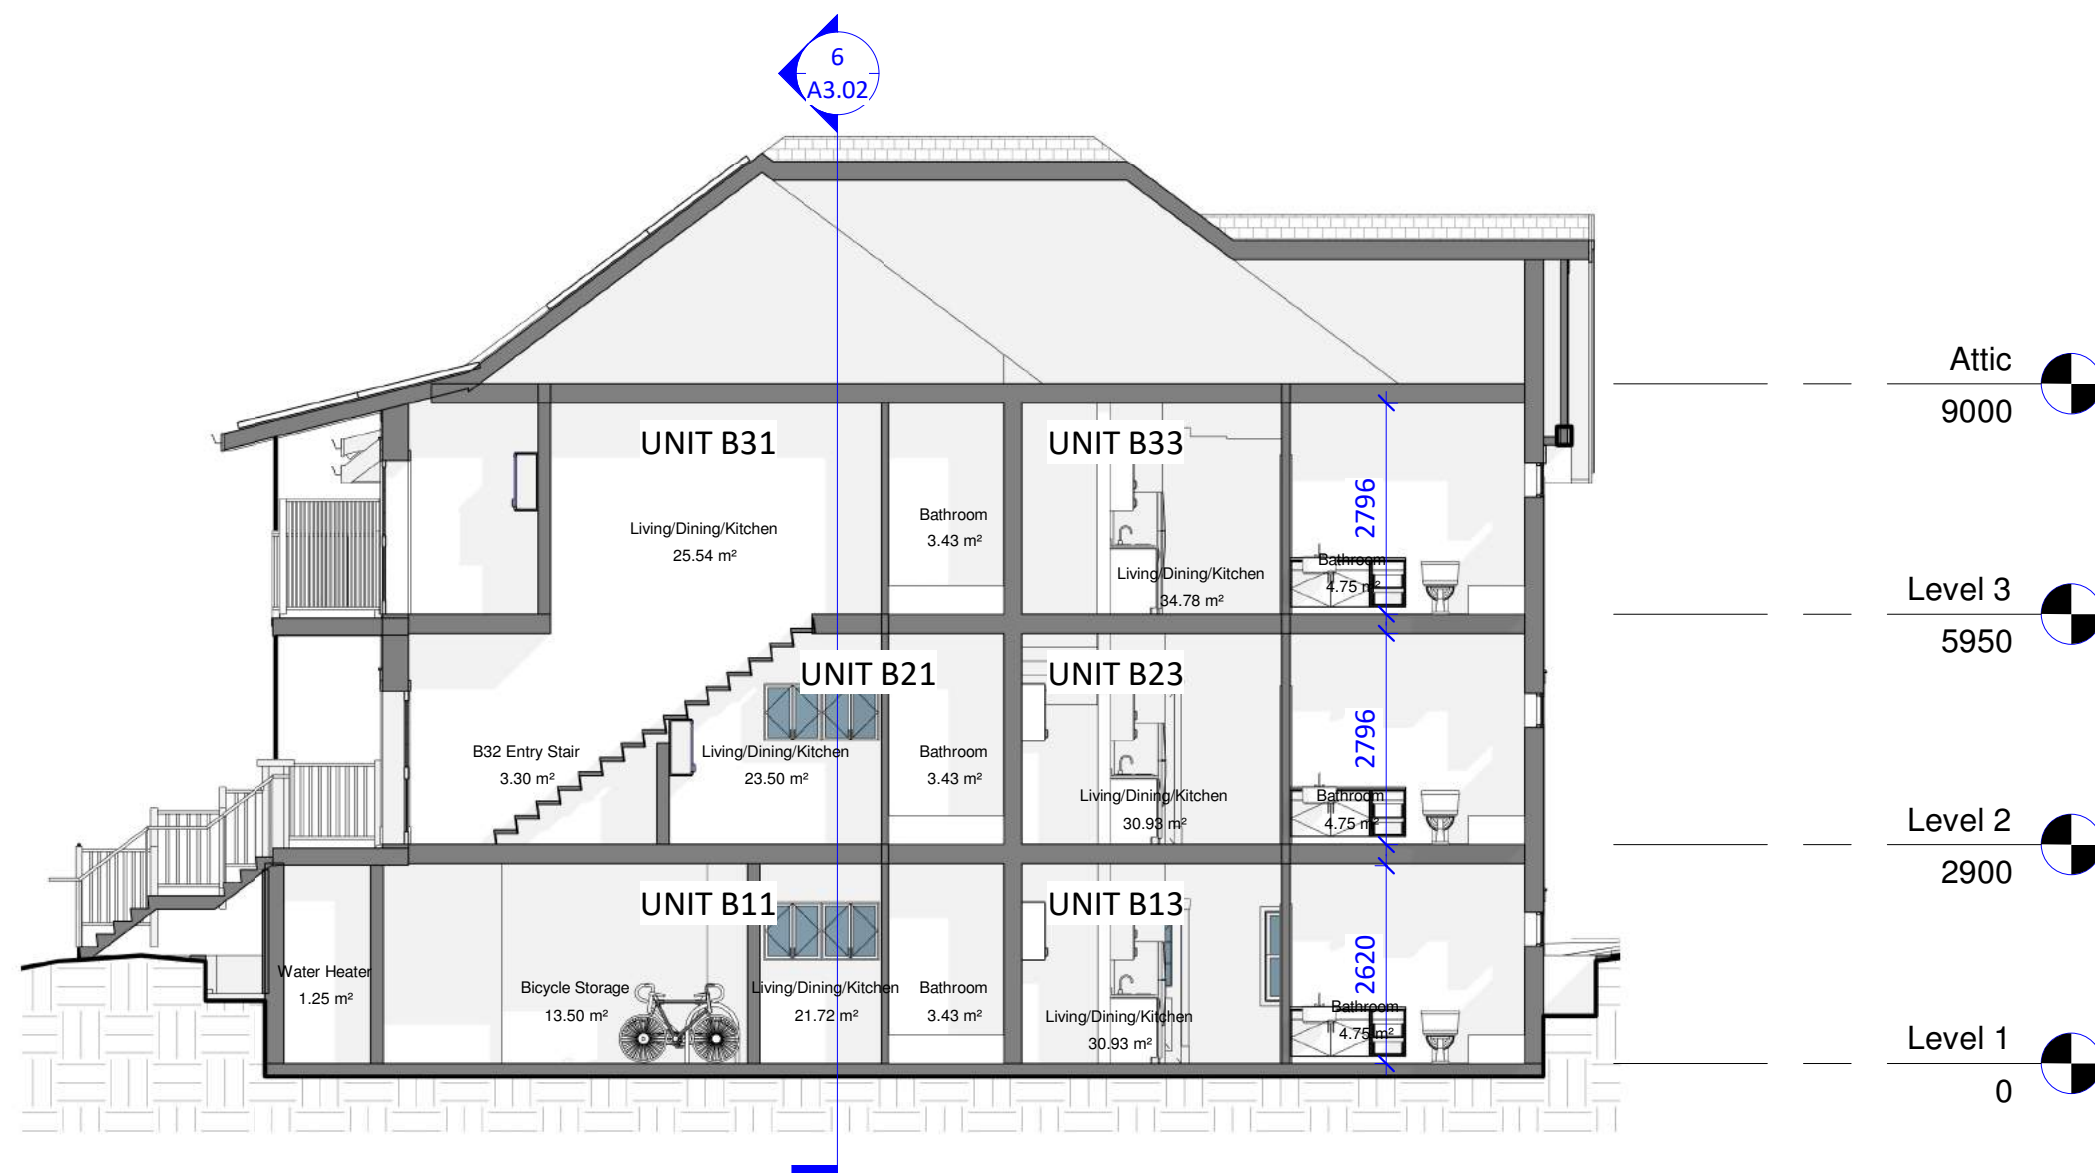 6
A3.02
Attic
9000
UNIT B31
UNIT B33
2796
Living/Dining/Kitchen
25.54 m²
Bathroom
3.43 m²
Living/Dining/Kitchen
34.78 m²
Bathroom
4.75 m²
Level 3
5950
UNIT B21
UNIT B23
2796
B32 Entry Stair
3.30 m²
Living/Dining/Kitchen
23.50 m²
Bathroom
3.43 m²
Living/Dining/Kitchen
30.93 m²
Bathroom
4.75 m²
Level 2
2900
UNIT B11
UNIT B13
2620
Water Heater
1.25 m²
Bicycle Storage
13.50 m²
Living/Dining/Kitchen
21.72 m²
Bathroom
3.43 m²
Living/Dining/Kitchen
30.93 m²
Bathroom
4.75 m²
Level 1
0